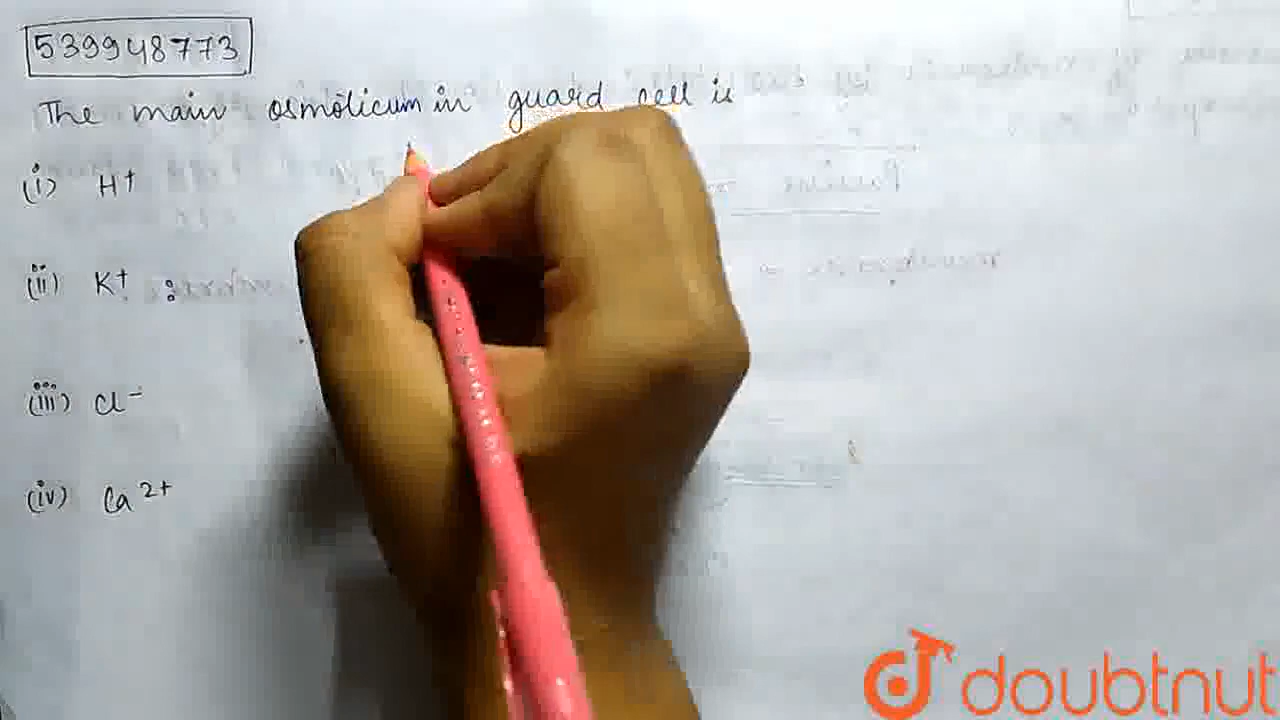 539948773
The main osmolicum in guard cell is
(i) H+
(ii) K+ :
(iii) Cl-
(iv) Ca 2+
doubtnut